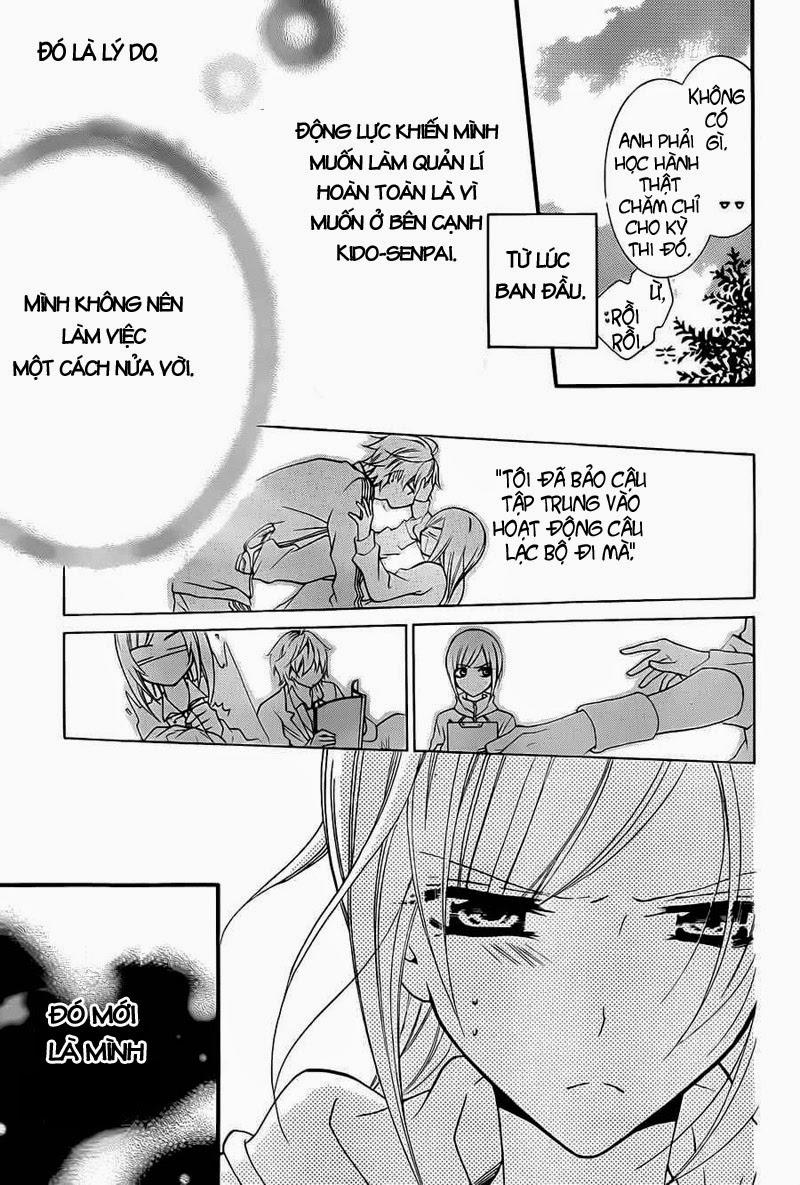 KHÔNG
CÓ
GÌ.
ANH PHẢI
HỌC HÀNH
THẬT
CHĂM CHỈ
CHO KỲ
THI ĐÓ.
Ừ,
RỒI
RỒI.
TỪ LÚC
BAN ĐẦU.
ĐỘNG LỰC KHIẾN MÌNH
MUỐN LÀM QUẢN LÍ
HOÀN TOÀN LÀ VÌ
MUỐN Ở BÊN CẠNH
KIDO-SENPAI.
ĐÓ LÀ LÝ DO.
MÌNH KHÔNG NÊN
LÀM VIỆC
MỘT CÁCH NỬA VỜI.
"TÔI ĐÃ BẢO CẬU
TẬP TRUNG VÀO
HOẠT ĐỘNG CÂU
LẠC BỘ ĐI MÀ".
ĐÓ MỚI
LÀ MÌNH